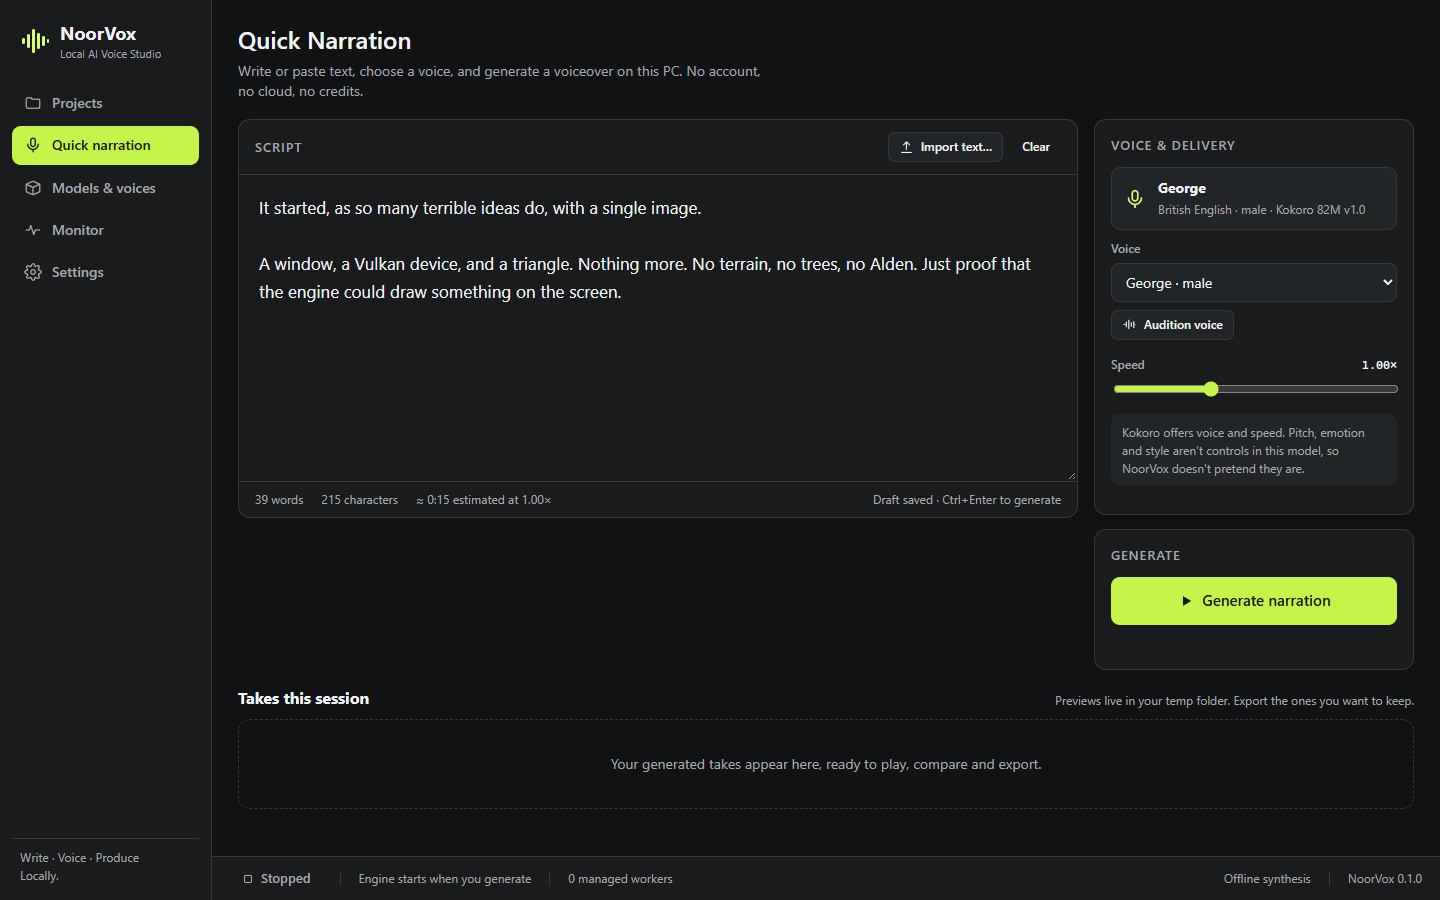 NoorVox
Local AI Voice Studio
Projects
Quick narration
Models & voices
Monitor
Settings
Write · Voice · Produce
Locally.
Quick Narration
Write or paste text, choose a voice, and generate a voiceover on this PC. No account,
no cloud, no credits.
SCRIPT
Import text...
Clear
It started, as so many terrible ideas do, with a single image.
A window, a Vulkan device, and a triangle. Nothing more. No terrain, no trees, no Alden. Just proof that
the engine could draw something on the screen.
39 words
215 characters
≈ 0:15 estimated at 1.00×
Draft saved · Ctrl+Enter to generate
VOICE & DELIVERY
George
British English · male · Kokoro 82M v1.0
Voice
George · male
Audition voice
Speed
1.00×
Kokoro offers voice and speed. Pitch, emotion
and style aren't controls in this model, so
NoorVox doesn't pretend they are.
GENERATE
Generate narration
Takes this session
Previews live in your temp folder. Export the ones you want to keep.
Your generated takes appear here, ready to play, compare and export.
Stopped
Engine starts when you generate
0 managed workers
Offline synthesis
NoorVox 0.1.0